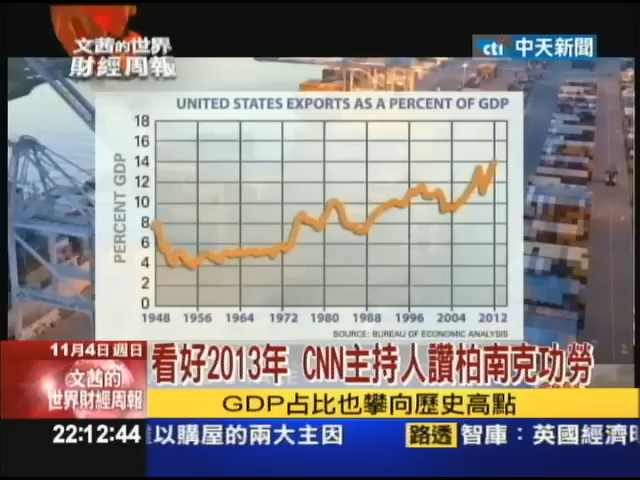 文茜的世界
財經周報
cti 中天新聞
UNITED STATES EXPORTS AS A PERCENT OF GDP
PERCENT GDP
18
16
14
12
10
8
6
4
2
0
1948 1956 1964 1972 1980 1988 1996 2004 2012
SOURCE: BUREAU OF ECONOMIC ANALYSIS
11月4日週日
看好2013年 CNN主持人讚柏南克功勞
文茜的
世界財經周報
GDP占比也攀向歷史高點
22:12:44
以購屋的兩大主因 路透 智庫：英國經濟